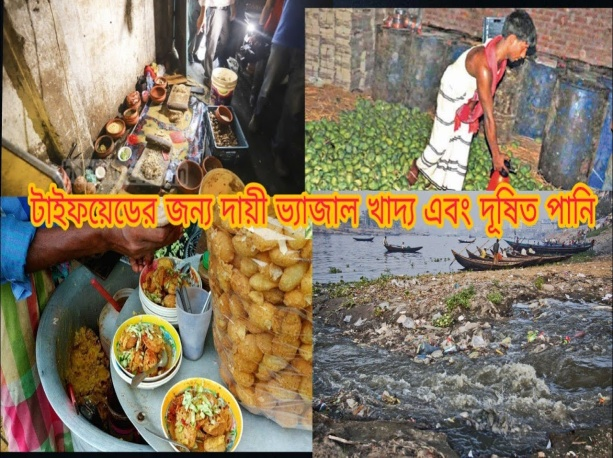 টাইফয়েডের জন্য দায়ী ভ্যাজাল খাদ্য এবং দূষিত পানি